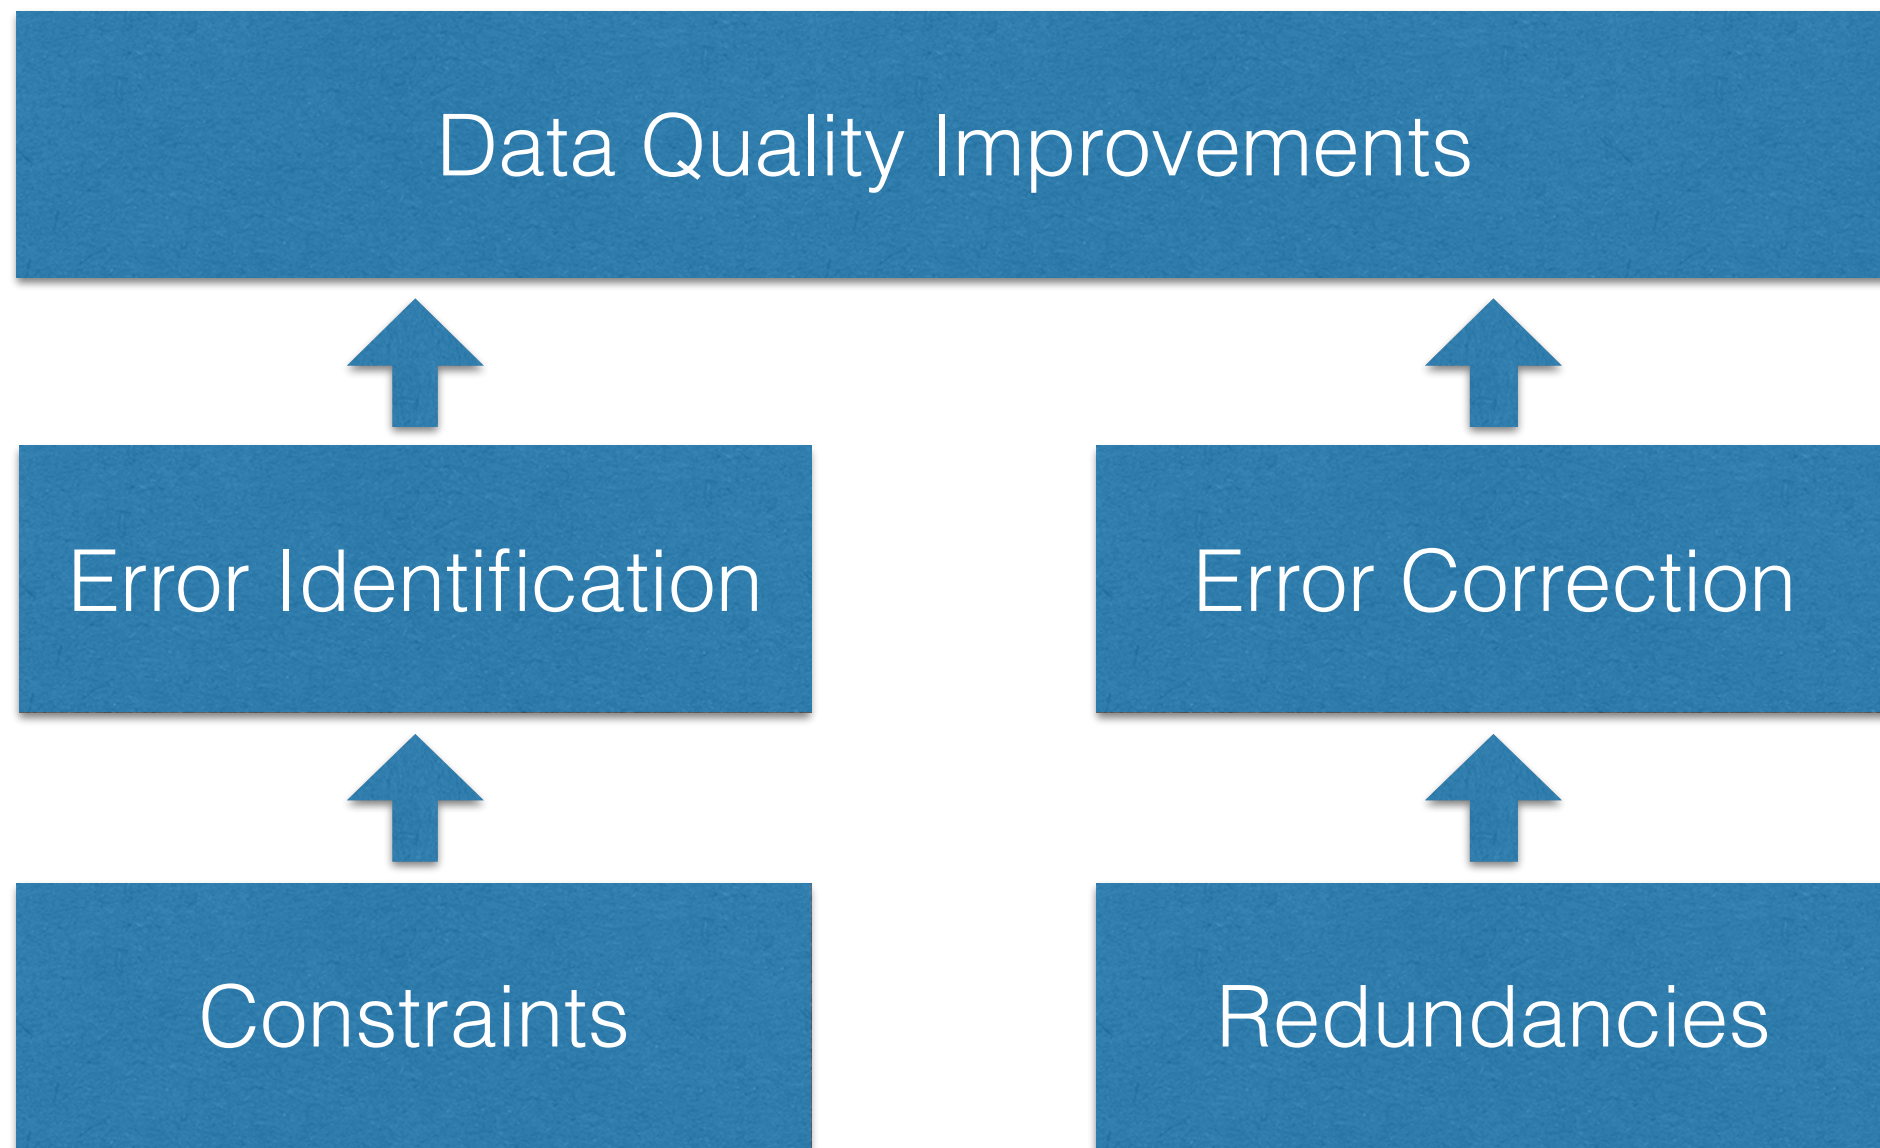 Data Quality Improvements
Error Identification
Error Correction
Constraints
Redundancies